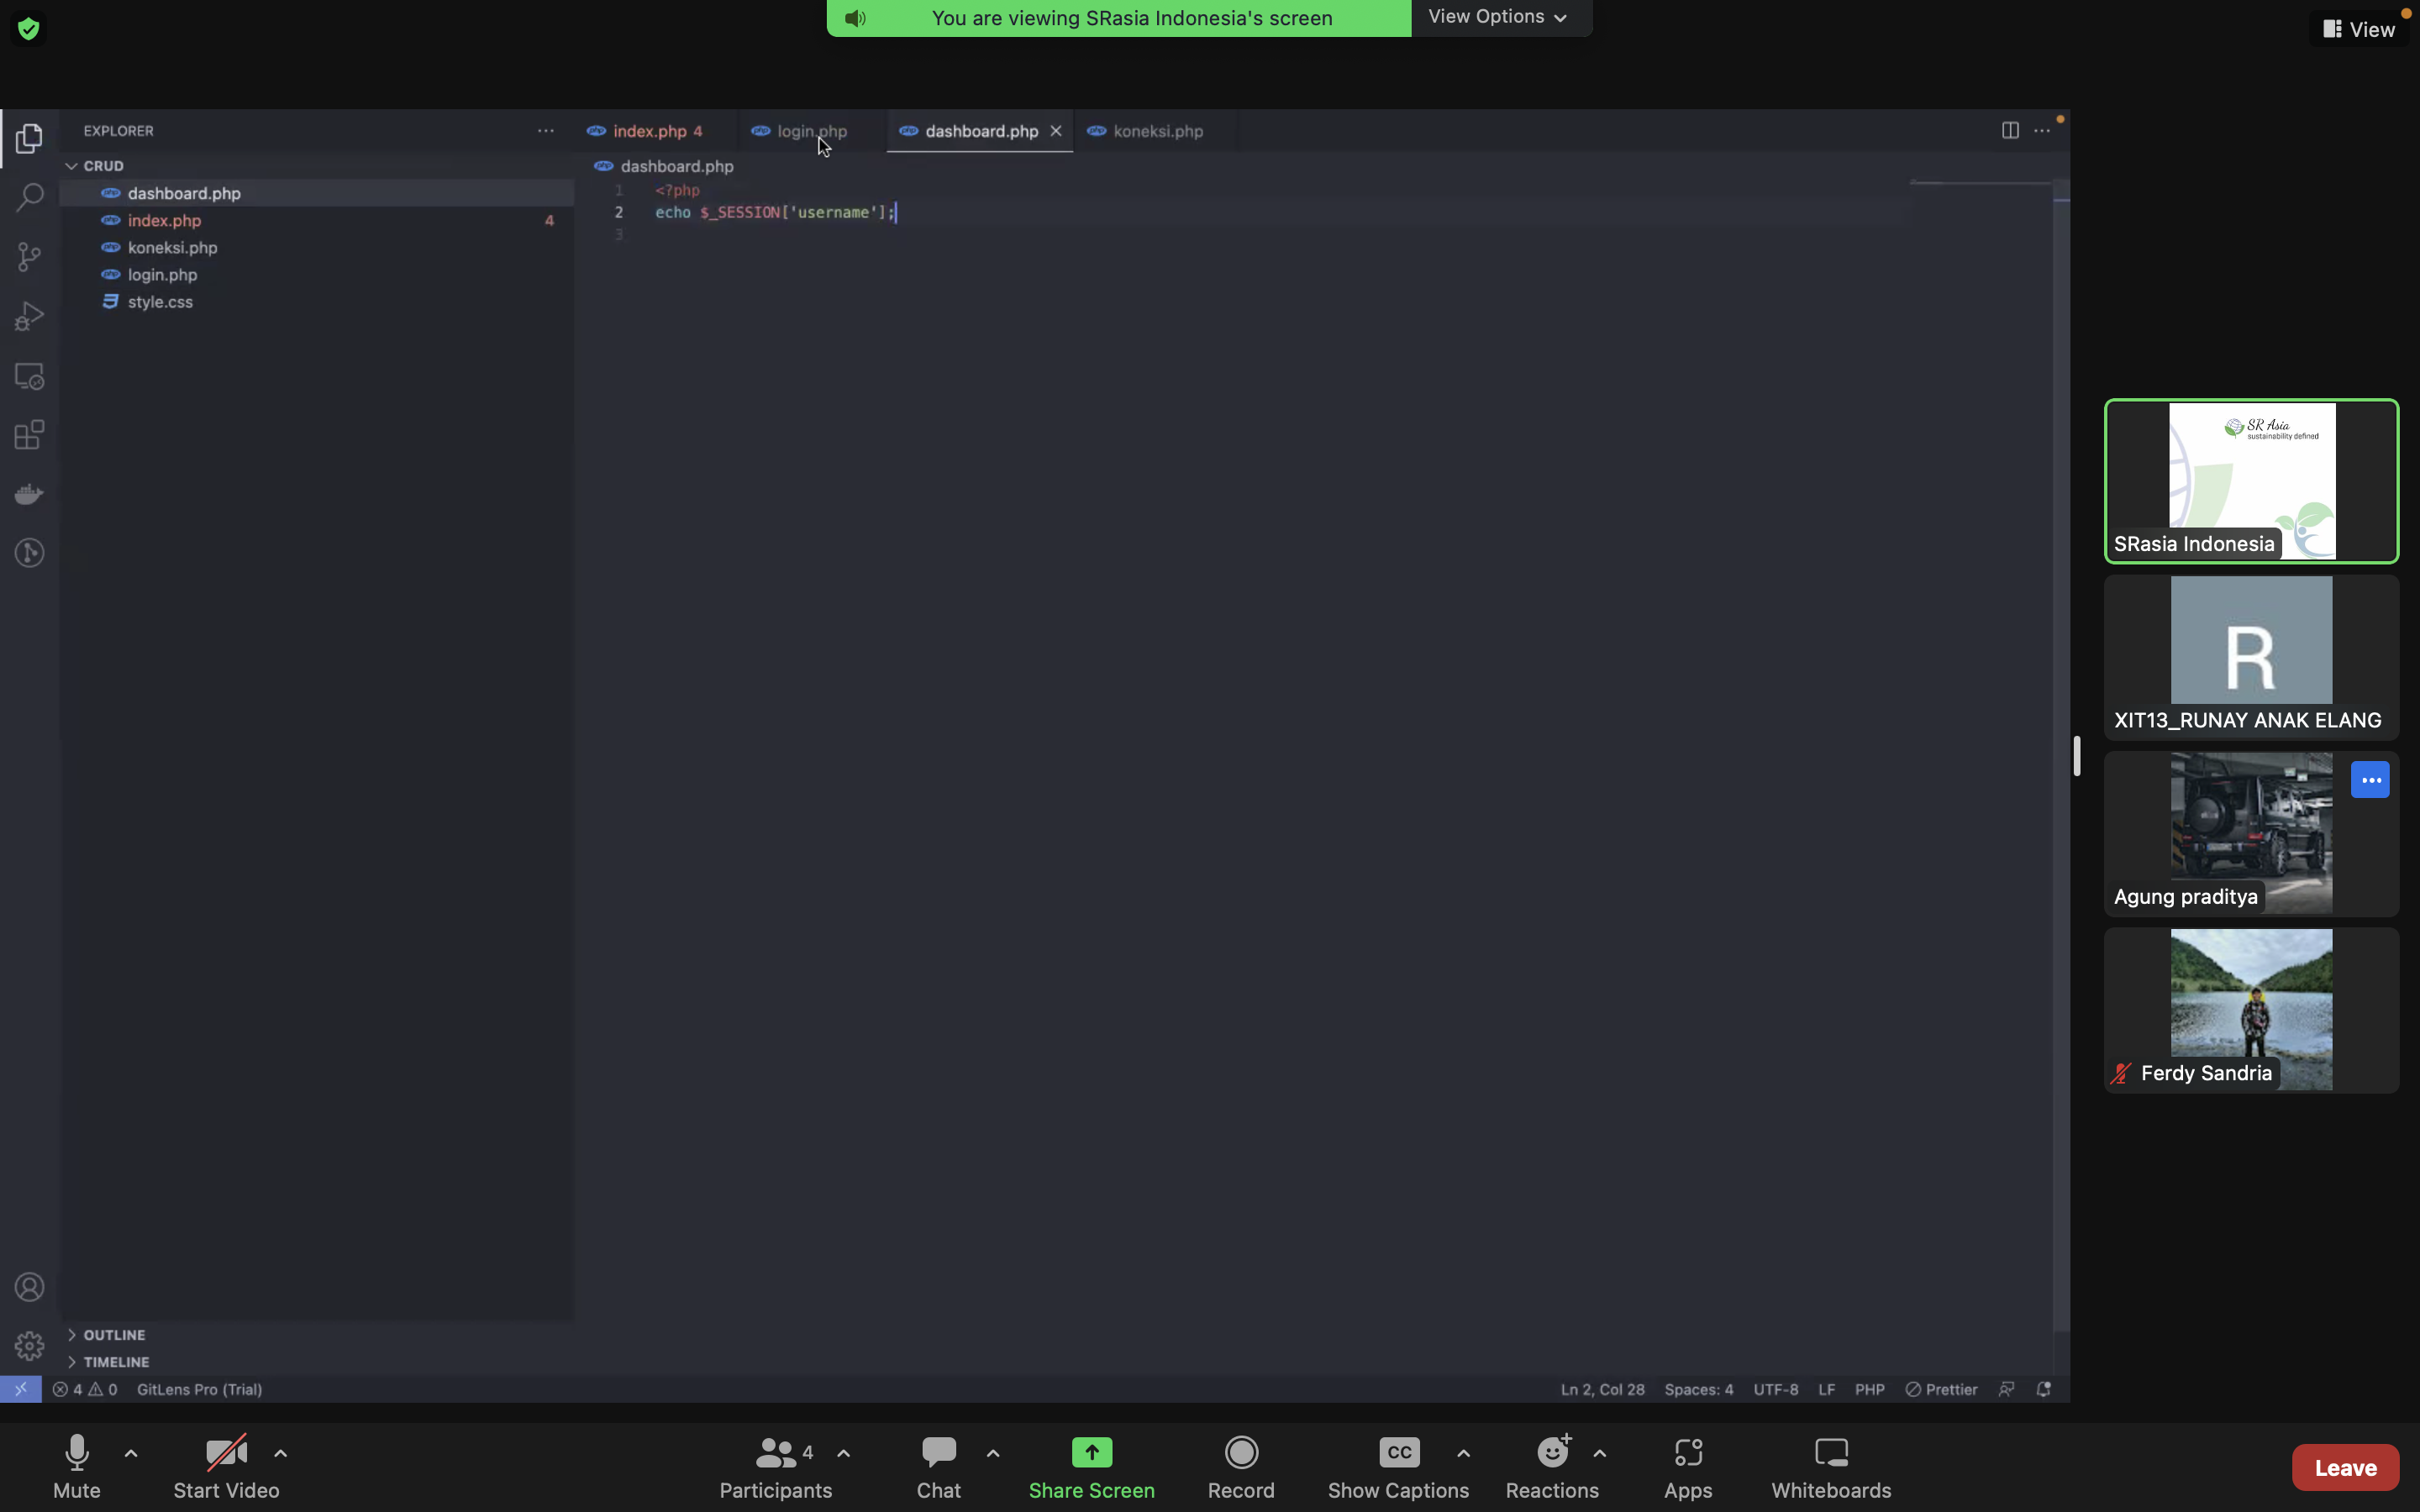 You are viewing SRasia Indonesia's screen
View Options
View
EXPLORER
index.php 4
login.php
dashboard.php
koneksi.php
CRUD
dashboard.php
index.php 4
koneksi.php
login.php
style.css
dashboard.php
1 <?php
2 echo $_SESSION['username'];
3
SR Asia
sustainability defined
SRasia Indonesia
R
XIT13_RUNAY ANAK ELANG
Agung praditya
Ferdy Sandria
OUTLINE
TIMELINE
4 0 GitLens Pro (Trial)
Ln 2, Col 28 Spaces: 4 UTF-8 LF PHP Prettier
Mute
Start Video
4
Participants
Chat
Share Screen
Record
CC
Show Captions
Reactions
Apps
Whiteboards
Leave